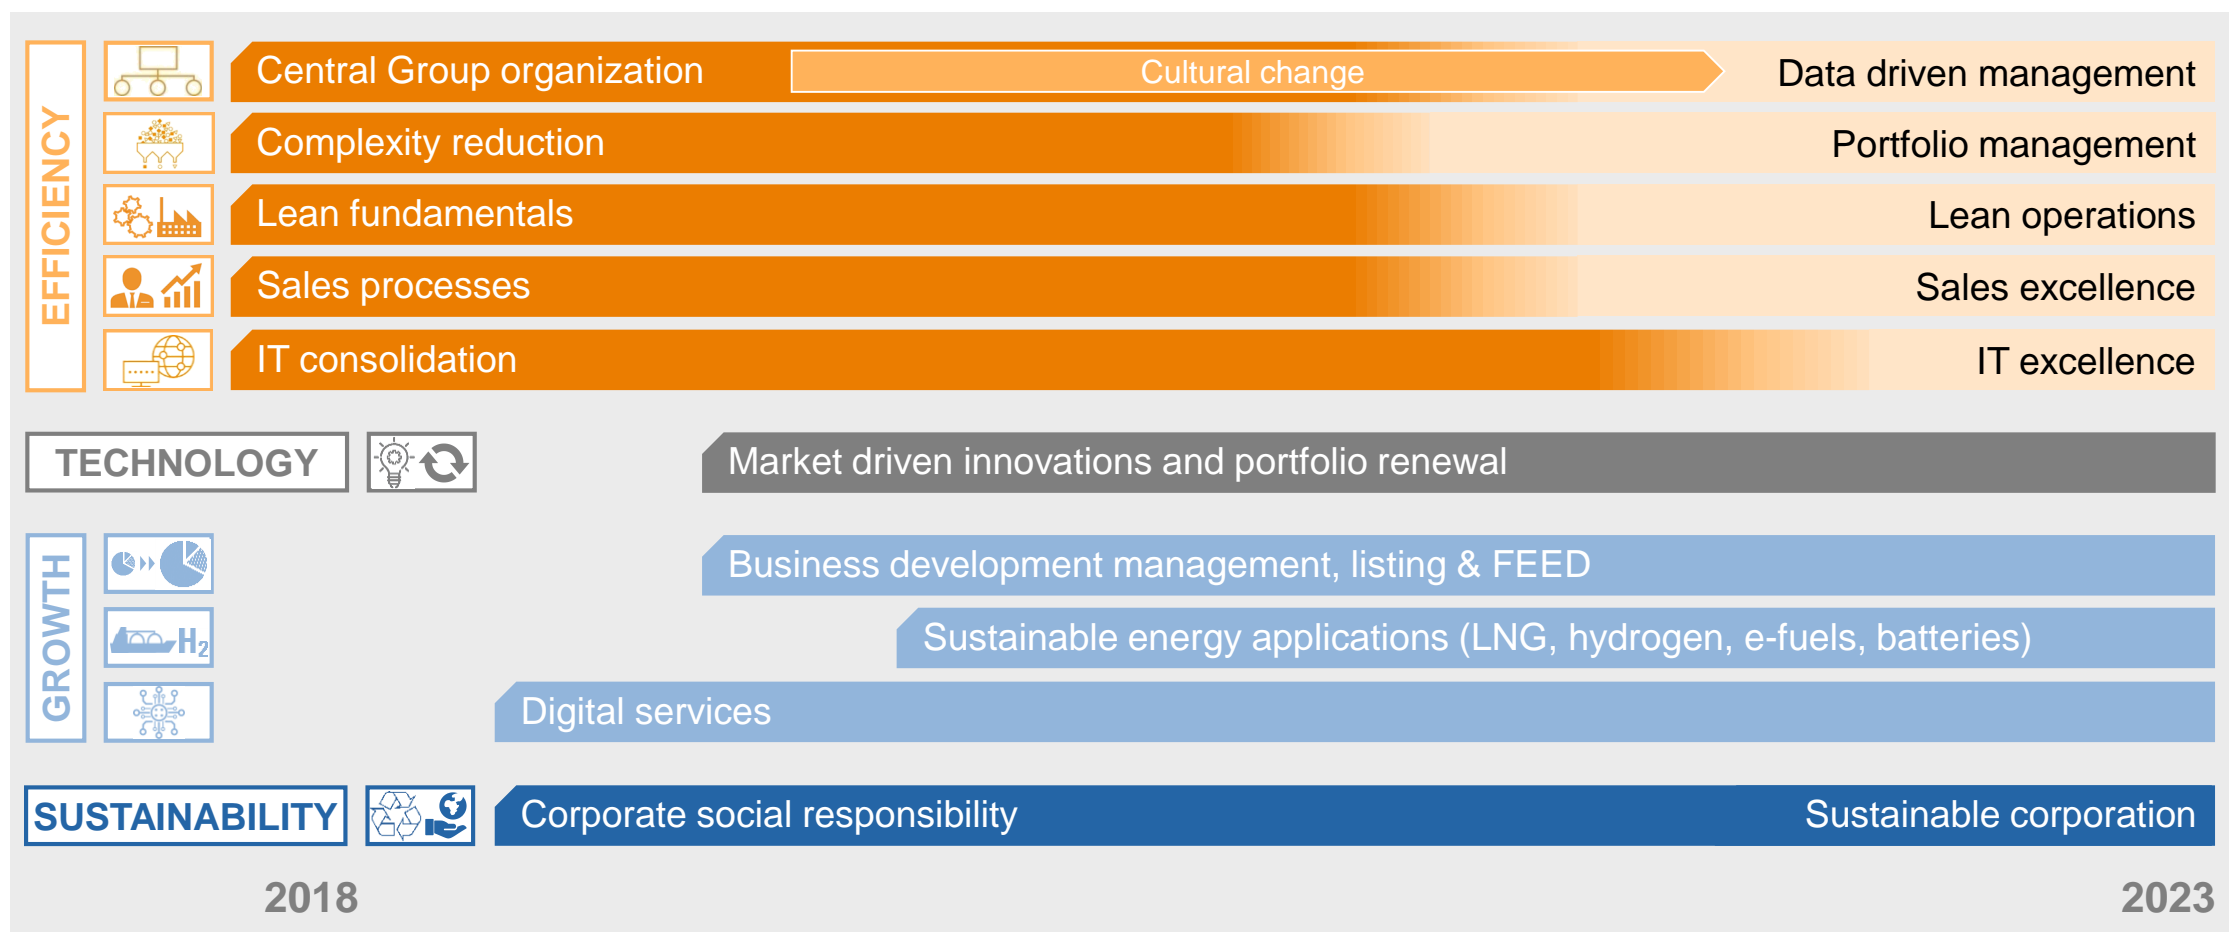 EFFICIENCY
Central Group organization
Cultural change
Data driven management
Complexity reduction
Portfolio management
Lean fundamentals
Lean operations
Sales processes
Sales excellence
IT consolidation
IT excellence
TECHNOLOGY
Market driven innovations and portfolio renewal
GROWTH
Business development management, listing & FEED
H2
Sustainable energy applications (LNG, hydrogen, e-fuels, batteries)
Digital services
SUSTAINABILITY
Corporate social responsibility
Sustainable corporation
2018
2023